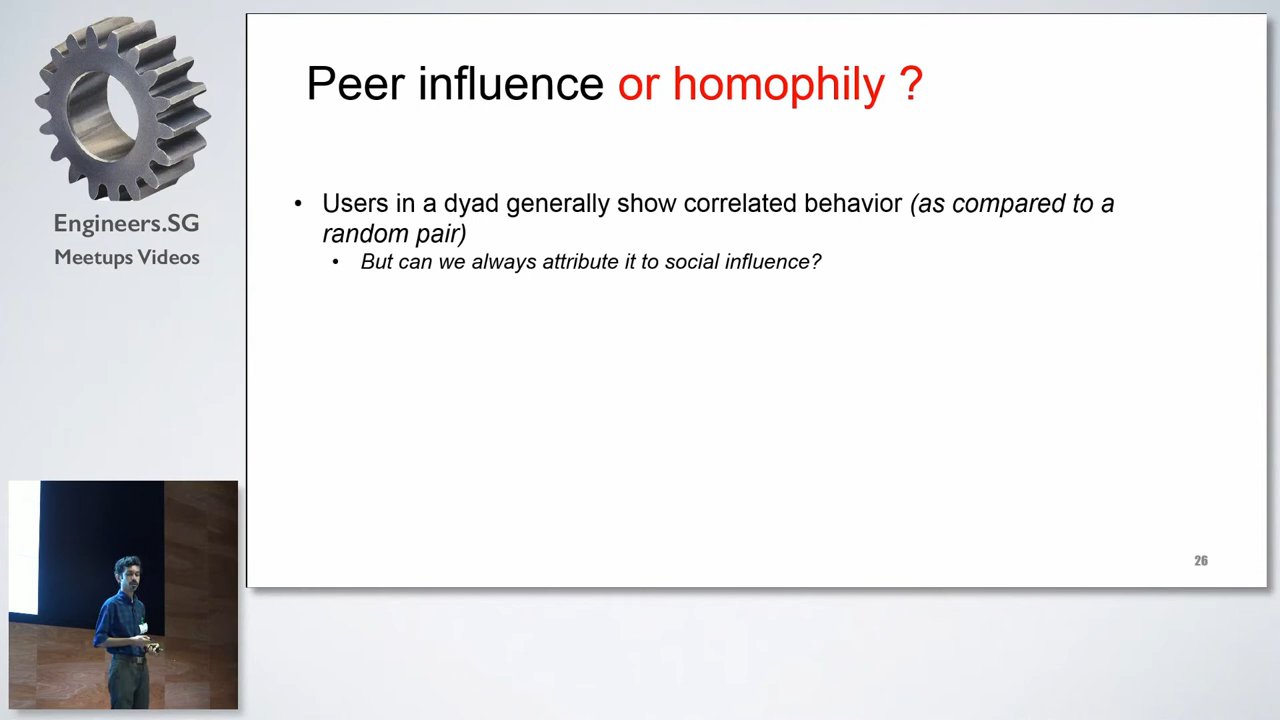 Peer influence or homophily ?
• Users in a dyad generally show correlated behavior (as compared to a
random pair)
• But can we always attribute it to social influence?
26
Engineers.SG
Meetups Videos